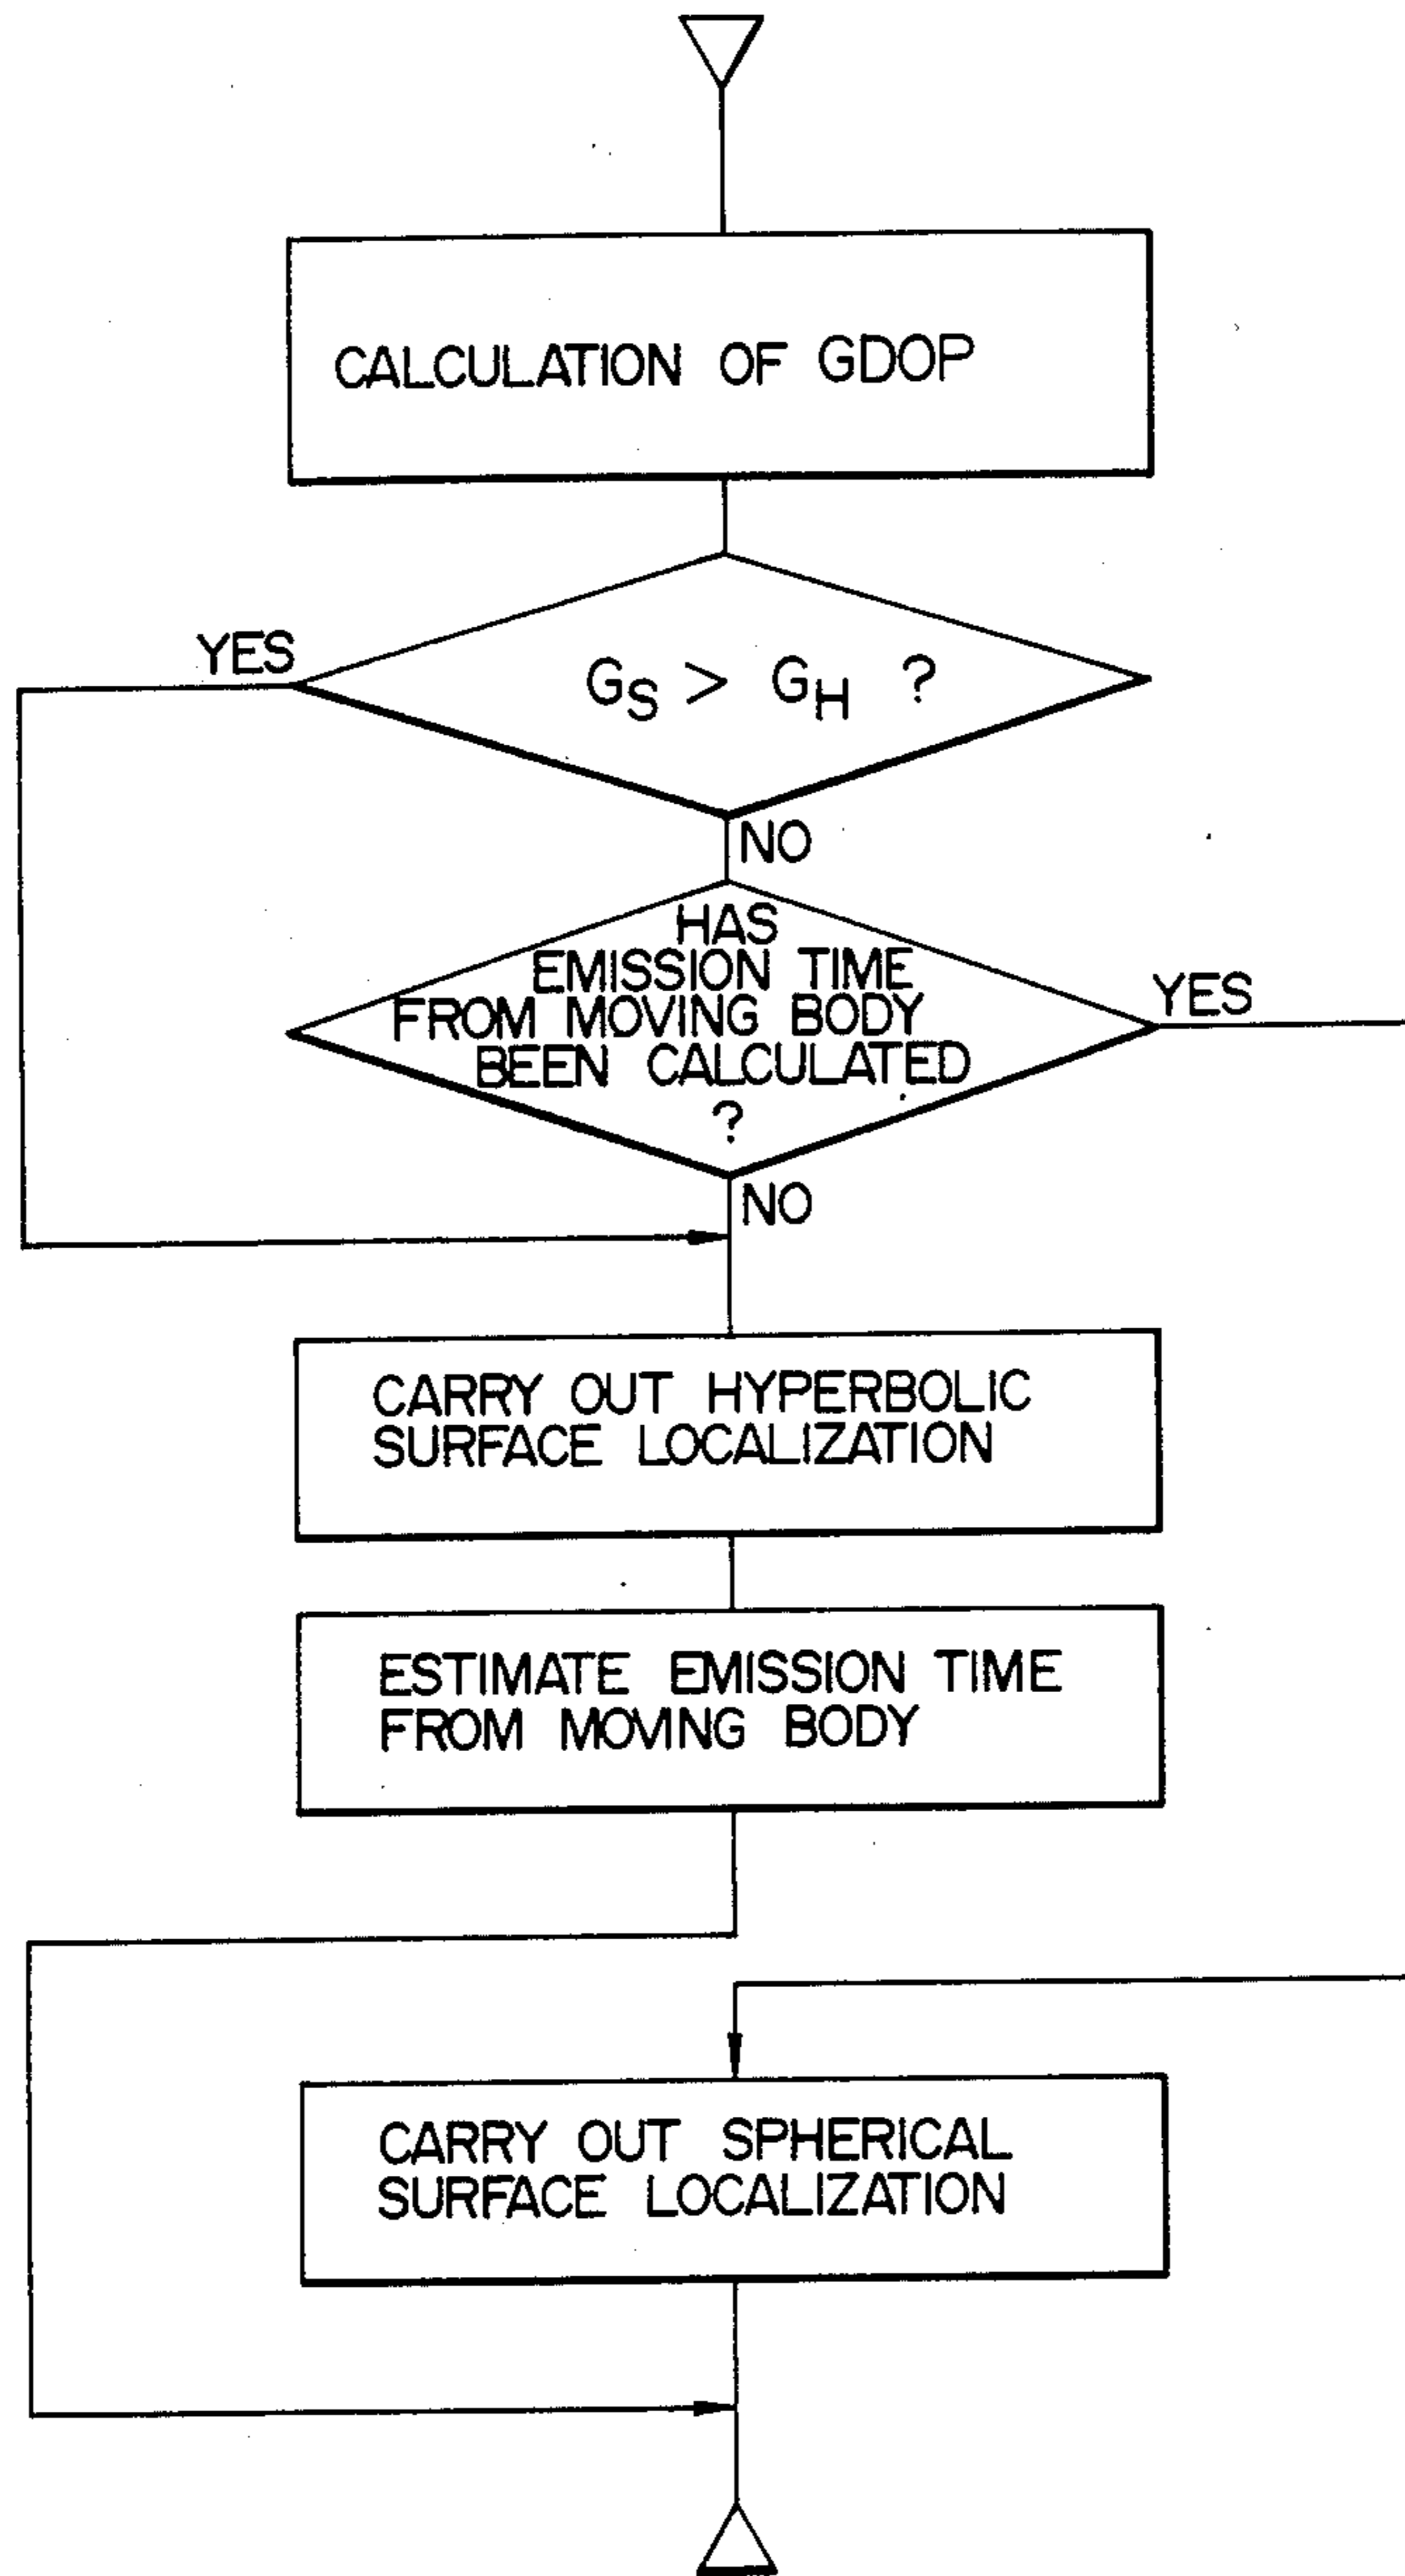 CALCULATION OF GDOP
YES
GS > GH ?
NO
HAS
EMISSION TIME
FROM MOVING BODY
BEEN CALCULATED
?
YES
NO
CARRY OUT HYPERBOLIC
SURFACE LOCALIZATION
ESTIMATE EMISSION TIME
FROM MOVING BODY
CARRY OUT SPHERICAL
SURFACE LOCALIZATION